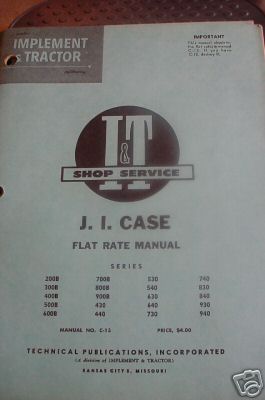 IMPLEMENT
& TRACTOR
IMPORTANT
I&T
SHOP SERVICE
J. I. CASE
FLAT RATE MANUAL
SERIES
200B 700B 530 740
300B 800B 540 830
400B 900B 630 840
500B 430 640 930
600B 440 730 940
MANUAL NO. C-13 PRICE, $4.00
TECHNICAL PUBLICATIONS, INCORPORATED
(A division of IMPLEMENT & TRACTOR)
KANSAS CITY 5, MISSOURI